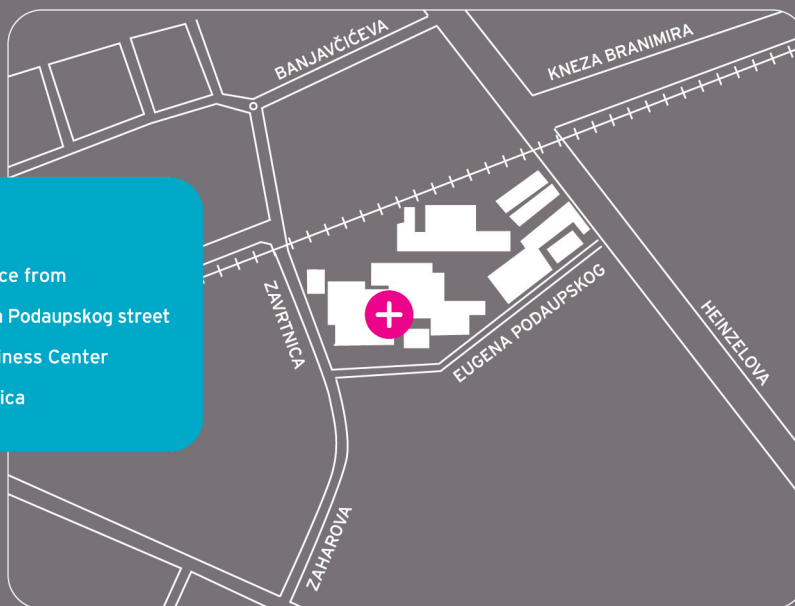 BANJAVČIĆEVA
KNEZA BRANIMIRA
ce from
Podaupskog street
iness Center
ica
ZAVRTNICA
EUGENA PODAUPSKOG
HEINZELOVA
ZAHAROVA